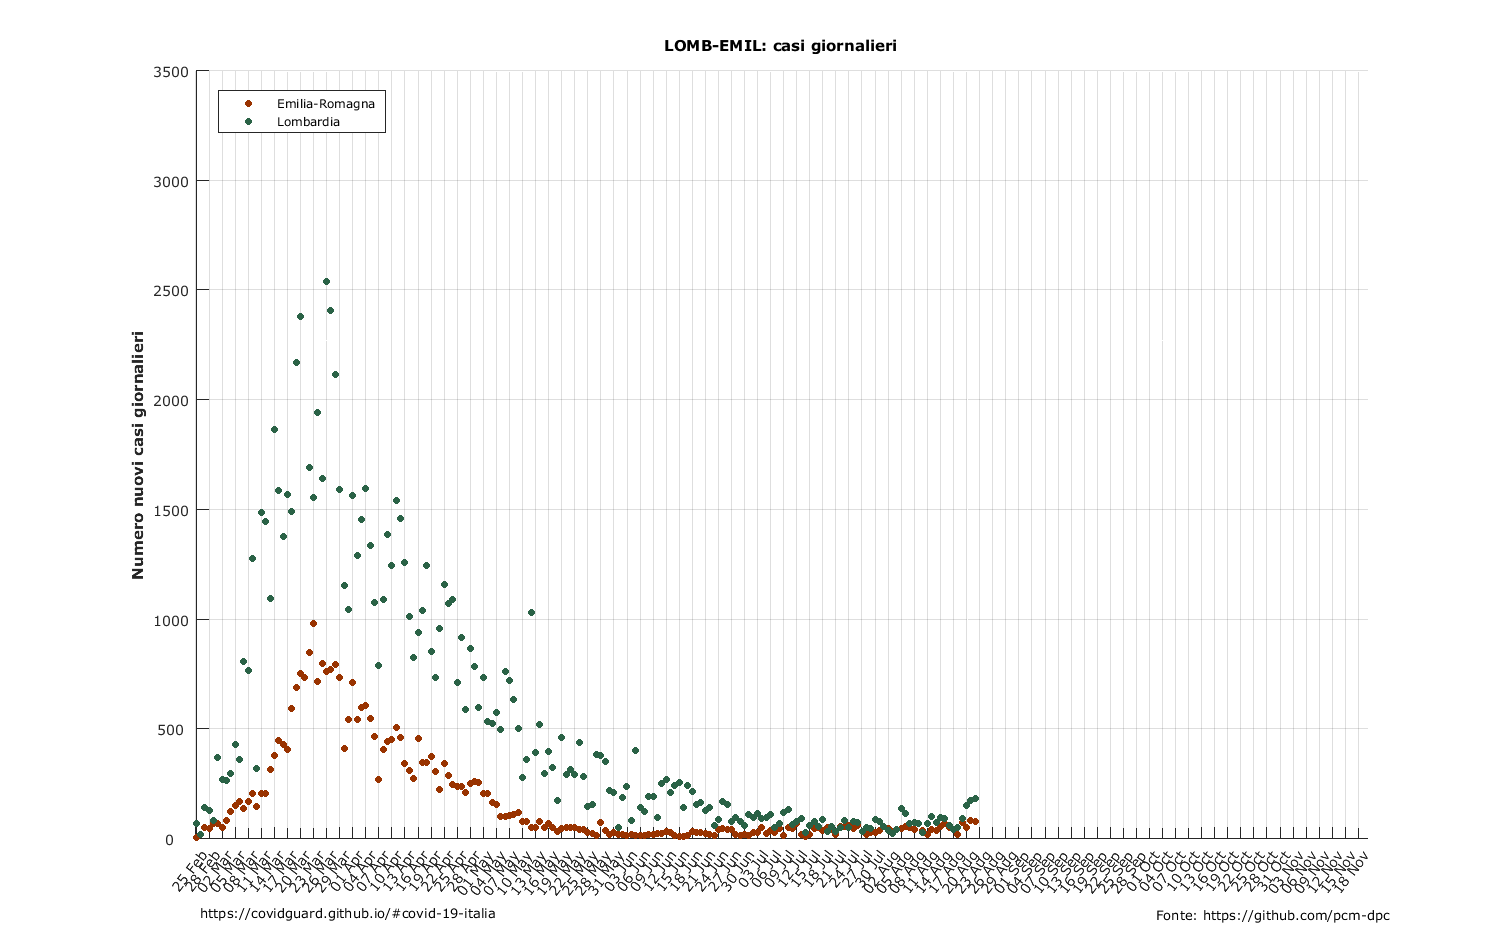 LOMB-EMIL: casi giornalieri
3500
3000
2500
2000
1500
1000
500
0
Numero nuovi casi giornalieri
Emilia-Romagna
Lombardia
25 Feb
28 Feb
02 Mar
05 Mar
08 Mar
11 Mar
14 Mar
17 Mar
20 Mar
23 Mar
26 Mar
29 Mar
01 Apr
04 Apr
07 Apr
10 Apr
13 Apr
16 Apr
19 Apr
22 Apr
25 Apr
28 Apr
01 May
04 May
07 May
10 May
13 May
16 May
19 May
22 May
25 May
28 May
31 May
03 Jun
06 Jun
09 Jun
12 Jun
15 Jun
18 Jun
21 Jun
24 Jun
27 Jun
30 Jun
03 Jul
06 Jul
09 Jul
12 Jul
15 Jul
18 Jul
21 Jul
24 Jul
27 Jul
30 Jul
02 Aug
05 Aug
08 Aug
11 Aug
14 Aug
17 Aug
20 Aug
23 Aug
26 Aug
29 Aug
01 Sep
04 Sep
07 Sep
10 Sep
13 Sep
16 Sep
19 Sep
22 Sep
25 Sep
28 Sep
01 Oct
04 Oct
07 Oct
10 Oct
13 Oct
16 Oct
19 Oct
22 Oct
25 Oct
28 Oct
31 Oct
03 Nov
06 Nov
09 Nov
12 Nov
15 Nov
18 Nov
https://covidguard.github.io/#covid-19-italia
Fonte: https://github.com/pcm-dpc